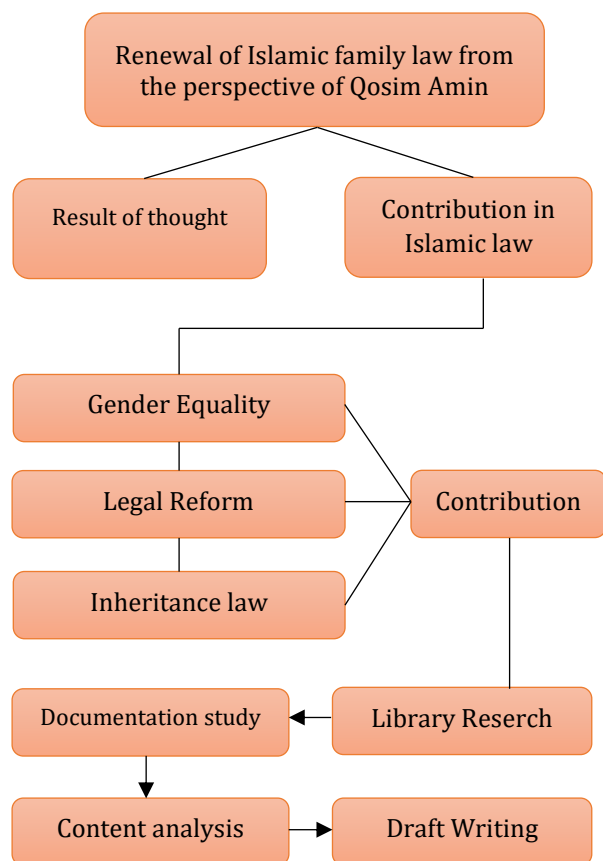 Renewal of Islamic family law from
the perspective of Qosim Amin
Result of thought
Contribution in
Islamic law
Gender Equality
Legal Reform
Contribution
Inheritance law
Documentation study
Library Reserch
Content analysis
Draft Writing